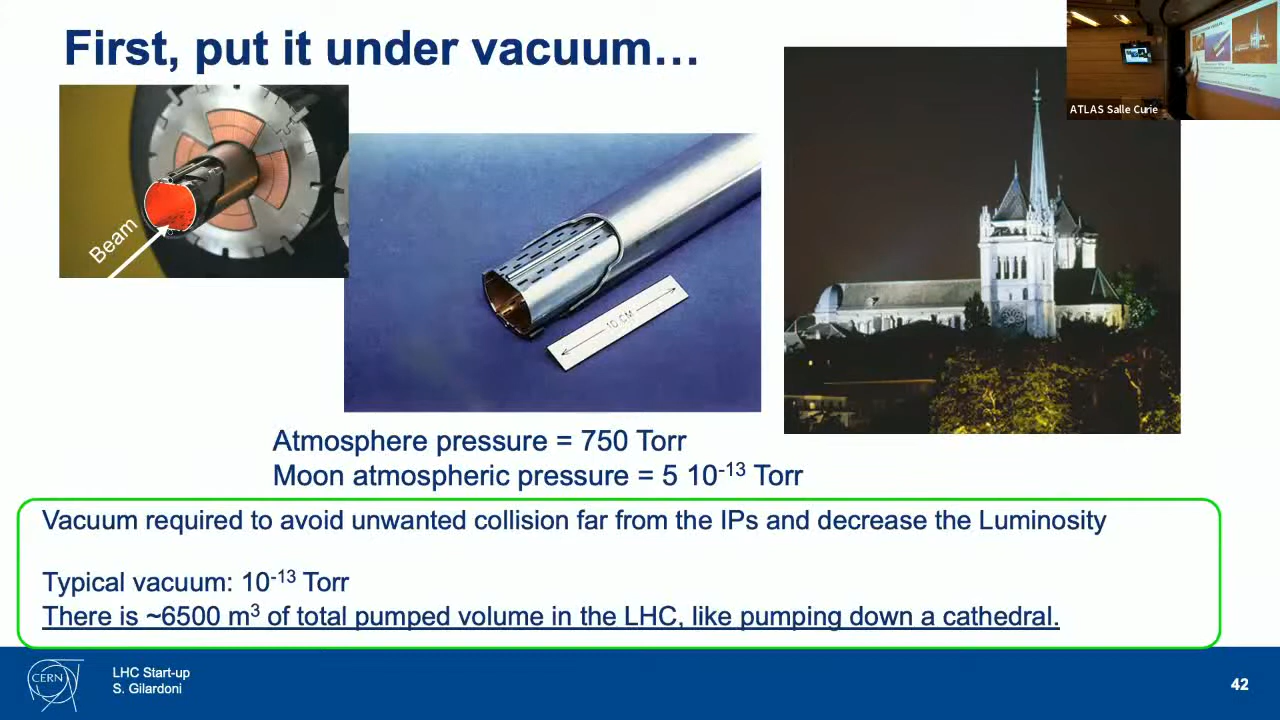 First, put it under vacuum…
ATLAS Salle Curie
Beam
10 CM
Atmosphere pressure = 750 Torr
Moon atmospheric pressure = 5 10⁻¹³ Torr
Vacuum required to avoid unwanted collision far from the IPs and decrease the Luminosity
Typical vacuum: 10⁻¹³ Torr
There is ~6500 m³ of total pumped volume in the LHC, like pumping down a cathedral.
CERN
LHC Start-up
S. Gilardoni
42